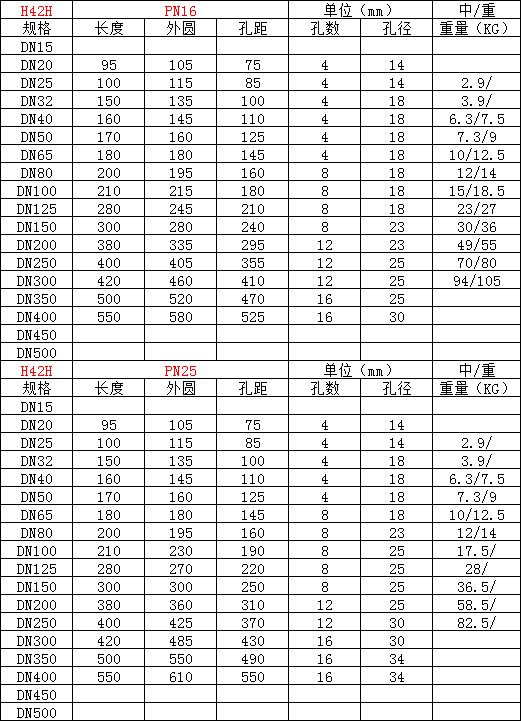 H42H PN16 单位（mm） 中/重
规格 长度 外圆 孔距 孔数 孔径 重量（KG）
DN15
DN20 95 105 75 4 14
DN25 100 115 85 4 14 2.9/
DN32 150 135 100 4 18 3.9/
DN40 160 145 110 4 18 6.3/7.5
DN50 170 160 125 4 18 7.3/9
DN65 180 180 145 4 18 10/12.5
DN80 200 195 160 8 18 12/14
DN100 210 215 180 8 18 15/18.5
DN125 280 245 210 8 18 23/27
DN150 300 280 240 8 23 30/36
DN200 380 335 295 12 23 49/55
DN250 400 405 355 12 25 70/80
DN300 420 460 410 12 25 94/105
DN350 500 520 470 16 25
DN400 550 580 525 16 30
DN450
DN500
H42H PN25 单位（mm） 中/重
规格 长度 外圆 孔距 孔数 孔径 重量（KG）
DN15
DN20 95 105 75 4 14
DN25 100 115 85 4 14 2.9/
DN32 150 135 100 4 18 3.9/
DN40 160 145 110 4 18 6.3/7.5
DN50 170 160 125 4 18 7.3/9
DN65 180 180 145 8 18 10/12.5
DN80 200 195 160 8 23 12/14
DN100 210 230 190 8 25 17.5/
DN125 280 270 220 8 25 28/
DN150 300 300 250 8 25 36.5/
DN200 380 360 310 12 25 58.5/
DN250 400 425 370 12 30 82.5/
DN300 420 485 430 16 30
DN350 500 550 490 16 34
DN400 550 610 550 16 34
DN450
DN500